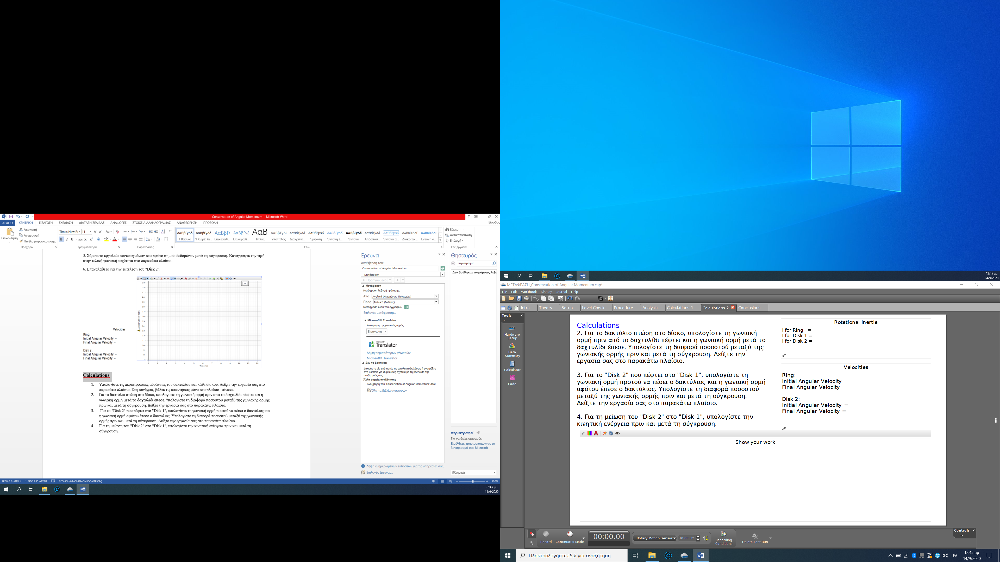 Conservation of Angular Momentum - Microsoft Word
ΑΡΧΕΙΟ ΚΕΝΤΡΙΚΗ ΕΙΣΑΓΩΓΗ ΣΧΕΔΙΑΣΗ ΔΙΑΤΑΞΗ ΣΕΛΙΔΑΣ ΑΝΑΦΟΡΕΣ ΣΤΟΙΧΕΙΑ ΑΛΛΗΛΟΓΡΑΦΙΑΣ ΑΝΑΘΕΩΡΗΣΗ ΠΡΟΒΟΛΗ Είσοδος
Επικόλληση
Αποκοπή
Αντιγραφή
Πινέλο μορφοποίησης
Πρόχειρο
Times New R 11
Γραμματοσειρά
Παράγραφος
¶ Βασικό ¶ Χωρίς δι... Επικεφαλί... Επικεφαλί... Τίτλος Υπότιτλος Διακριτικ... Έμφαση Έντονη έ... Έντονο Απόσπασ... Έντονο α... Διακριτικ... Έντονη α...
Στυλ
Εύρεση
Αντικατάσταση
Επιλογή
Επεξεργασία
5. Σύρετε το εργαλείο συντεταγμένων στο πρώτο σημείο δεδομένων μετά τη σύγκρουση. Καταγράψτε την τιμή
στην τελική γωνιακή ταχύτητα στο παρακάτω πλαίσιο.
6. Επαναλάβετε για την εκτέλεση του "Disk 2".
Velocities
Ring:
Initial Angular Velocity =
Final Angular Velocity =
Disk 2:
Initial Angular Velocity =
Final Angular Velocity =
Angular Velocity (rad/s)
23
22
21
20
19
18
17
16
15
14
13
12
11
10
9
8
7
0 1 2 3 4 5 6 7 8 9 10 11 12
Time (s)
Calculations
1. Υπολογίστε τις περιστροφικές αδράνειες του δακτυλίου και κάθε δίσκου. Δείξτε την εργασία σας στο
παρακάτω πλαίσιο. Στη συνέχεια, βάλτε τις απαντήσεις μόνο στο πλαίσιο –πίνακα.
2. Για το δακτύλιο πτώση στο δίσκο, υπολογίστε τη γωνιακή ορμή πριν από το δαχτυλίδι πέφτει και η
γωνιακή ορμή μετά το δαχτυλίδι έπεσε. Υπολογίστε τη διαφορά ποσοστού μεταξύ της γωνιακής ορμής
πριν και μετά τη σύγκρουση. Δείξτε την εργασία σας στο παρακάτω πλαίσιο.
3. Για το "Disk 2" που πέφτει στο "Disk 1", υπολογίστε τη γωνιακή ορμή προτού να πέσει ο δακτύλιος και
η γωνιακή ορμή αφότου έπεσε ο δακτύλιος. Υπολογίστε τη διαφορά ποσοστού μεταξύ της γωνιακής
ορμής πριν και μετά τη σύγκρουση. Δείξτε την εργασία σας στο παρακάτω πλαίσιο.
4. Για τη μείωση του "Disk 2" στο "Disk 1", υπολογίστε την κινητική ενέργεια πριν και μετά τη
σύγκρουση.
Έρευνα
Αναζήτηση του:
Conservation of Angular Momentum
Μετάφραση
Προηγούμενο
Μετάφραση
Μετάφραση λέξης ή πρότασης.
Από Αγγλικά (Ηνωμένων Πολιτειών)
Προς Γαλλικά (Γαλλίας)
Μετάφραση όλου του εγγράφου.
Επιλογές μετάφρασης...
Microsoft® Translator
Διατήρηση της γωνιακής ορμής
Εισαγωγή
Microsoft® Translator
Λήψη περισσότερων γλωσσών
Microsoft® Translator
Δεν το βρίσκετε;
Δοκιμάστε μία από αυτές τις εναλλακτικές λύσεις ή ανατρέξτε
στη Βοήθεια για συμβουλές σχετικά με τη βελτίωση της
αναζήτησής σας.
Άλλα σημεία αναζήτησης
Αναζήτηση του 'Conservation of Angular Momentum' στο:
Όλα τα βιβλία αναφορών
Λήψη ενημερωμένων εκδόσεων για τις υπηρεσίες σας...
Επιλογές έρευνας...
Θησαυρός
περιστραφεί
Δεν βρέθηκαν παρόμοιες λέξε
περιστραφεί
Για να δείτε ορισμούς:
Εισέλθετε χρησιμοποιώντας το
λογαριασμό σας Microsoft
Ελληνικά
ΣΕΛΙΔΑ 3 ΑΠΟ 4 1 ΑΠΟ 855 ΛΕΞΕΙΣ ΑΓΓΛΙΚΑ (ΗΝΩΜΕΝΩΝ ΠΟΛΙΤΕΙΩΝ) 130%
12:45 μμ
14/9/2020
12:45 μμ
14/9/2020
ΜΕΤΑΦΡΑΣΗ_Conservation of Angular Momentum.cap*
File Edit Workbook Display Journal Help
Intro Theory Setup Level Check Procedure Analysis Calculations 1 Calculations 2 Conclusions
Tools
Hardware
Setup
Data
Summary
Calculator
Code
Calculations
2. Για το δακτύλιο πτώση στο δίσκο, υπολογίστε τη γωνιακή
ορμή πριν από το δαχτυλίδι πέφτει και η γωνιακή ορμή μετά το
δαχτυλίδι έπεσε. Υπολογίστε τη διαφορά ποσοστού μεταξύ της
γωνιακής ορμής πριν και μετά τη σύγκρουση. Δείξτε την
εργασία σας στο παρακάτω πλαίσιο.
3. Για το "Disk 2" που πέφτει στο "Disk 1", υπολογίστε τη
γωνιακή ορμή προτού να πέσει ο δακτύλιος και η γωνιακή ορμή
αφότου έπεσε ο δακτύλιος. Υπολογίστε τη διαφορά ποσοστού
μεταξύ της γωνιακής ορμής πριν και μετά τη σύγκρουση.
Δείξτε την εργασία σας στο παρακάτω πλαίσιο.
4. Για τη μείωση του "Disk 2" στο "Disk 1", υπολογίστε την
κινητική ενέργεια πριν και μετά τη σύγκρουση.
Rotational Inertia
I for Ring =
I for Disk 1 =
I for Disk 2 =
Velocities
Ring:
Initial Angular Velocity =
Final Angular Velocity =
Disk 2:
Initial Angular Velocity =
Final Angular Velocity =
Show your work
Controls
Record
Continuous Mode
00:00.00
Rotary Motion Sensor
10.00 Hz
Recording
Conditions
Delete Last Run
Πληκτρολογήστε εδώ για αναζήτηση
ΕΛ
12:45 μμ
14/9/2020